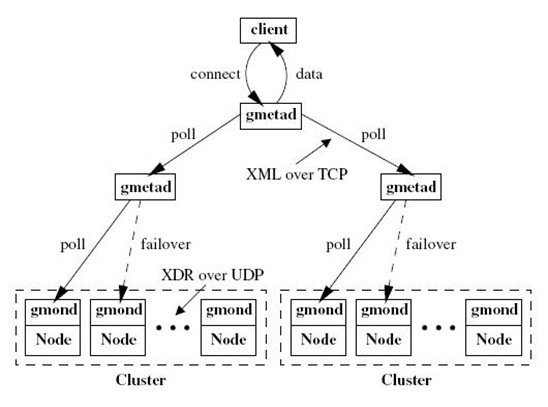 client
connect
data
gmetad
poll
poll
XML over TCP
gmetad
gmetad
poll
failover
poll
failover
XDR over UDP
gmond
gmond
gmond
gmond
gmond
gmond
Node
Node
• • •
Node
Node
Node
• • •
Node
Cluster
Cluster